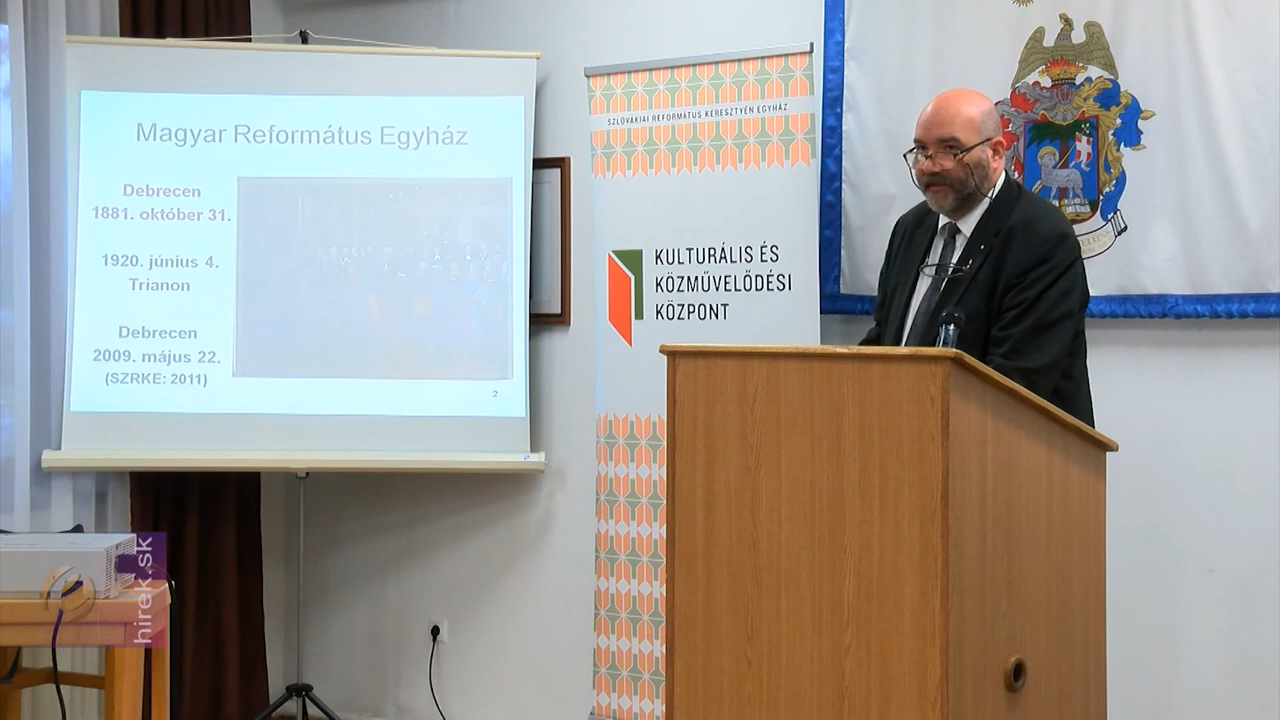 Magyar Református Egyház
Debrecen
1881. október 31.
1920. június 4.
Trianon
Debrecen
2009. május 22.
(SZRKE: 2011)
2
SZLOVÁKIAI REFORMÁTUS KERESZTYÉN EGYHÁZ
KULTURÁLIS ÉS
KÖZMŰVELŐDÉSI
KÖZPONT
hirek.sk